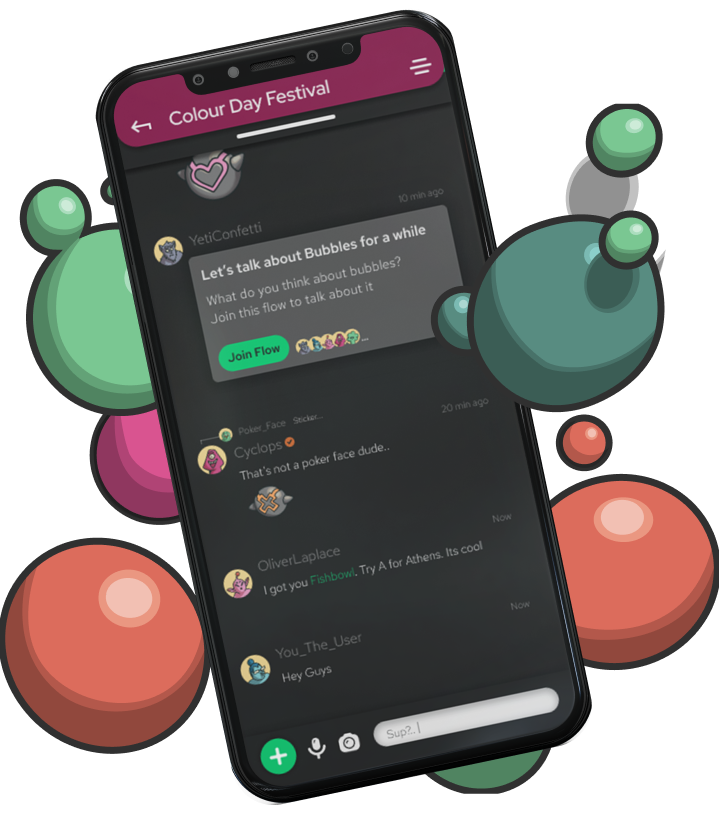 Colour Day Festival
10 min ago
YetiConfetti
Let's talk about Bubbles for a while
What do you think about bubbles?
Join this flow to talk about it
Join Flow
...
20 min ago
Poker_Face Sticker...
Cyclops
That's not a poker face dude..
Now
OliverLaplace
I got you Fishbowl. Try A for Athens. Its cool
Now
You_The_User
Hey Guys
Sup?.. |